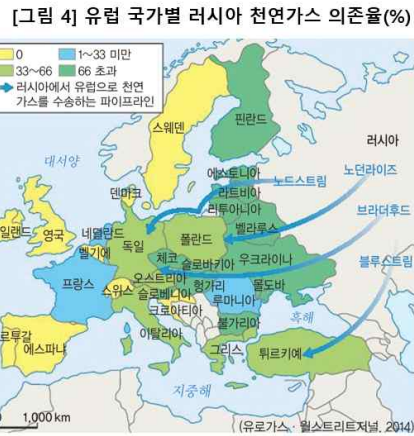 [그림 4] 유럽 국가별 러시아 천연가스 의존율(%)
0
1~33 미만
33~66
66 초과
러시아에서 유럽으로 천연
가스를 수송하는 파이프라인
대서양
스웨덴
핀란드
러시아
에스토니아
노드스트림
노던라이즈
라트비아
덴마크
리투아니아
브라더후드
일랜드
영국
네덜란드
벨기에
독일
폴란드
벨라루스
체코
슬로바키아
우크라이나
블루스트림
프랑스
스위스
오스트리아
헝가리
몰도바
슬로베니아
루마니아
크로아티아
흑해
불가리아
이탈리아
르투갈
에스파냐
그리스
튀르키예
지중해
1,000 km
(유로가스·월스트리트저널, 2014)